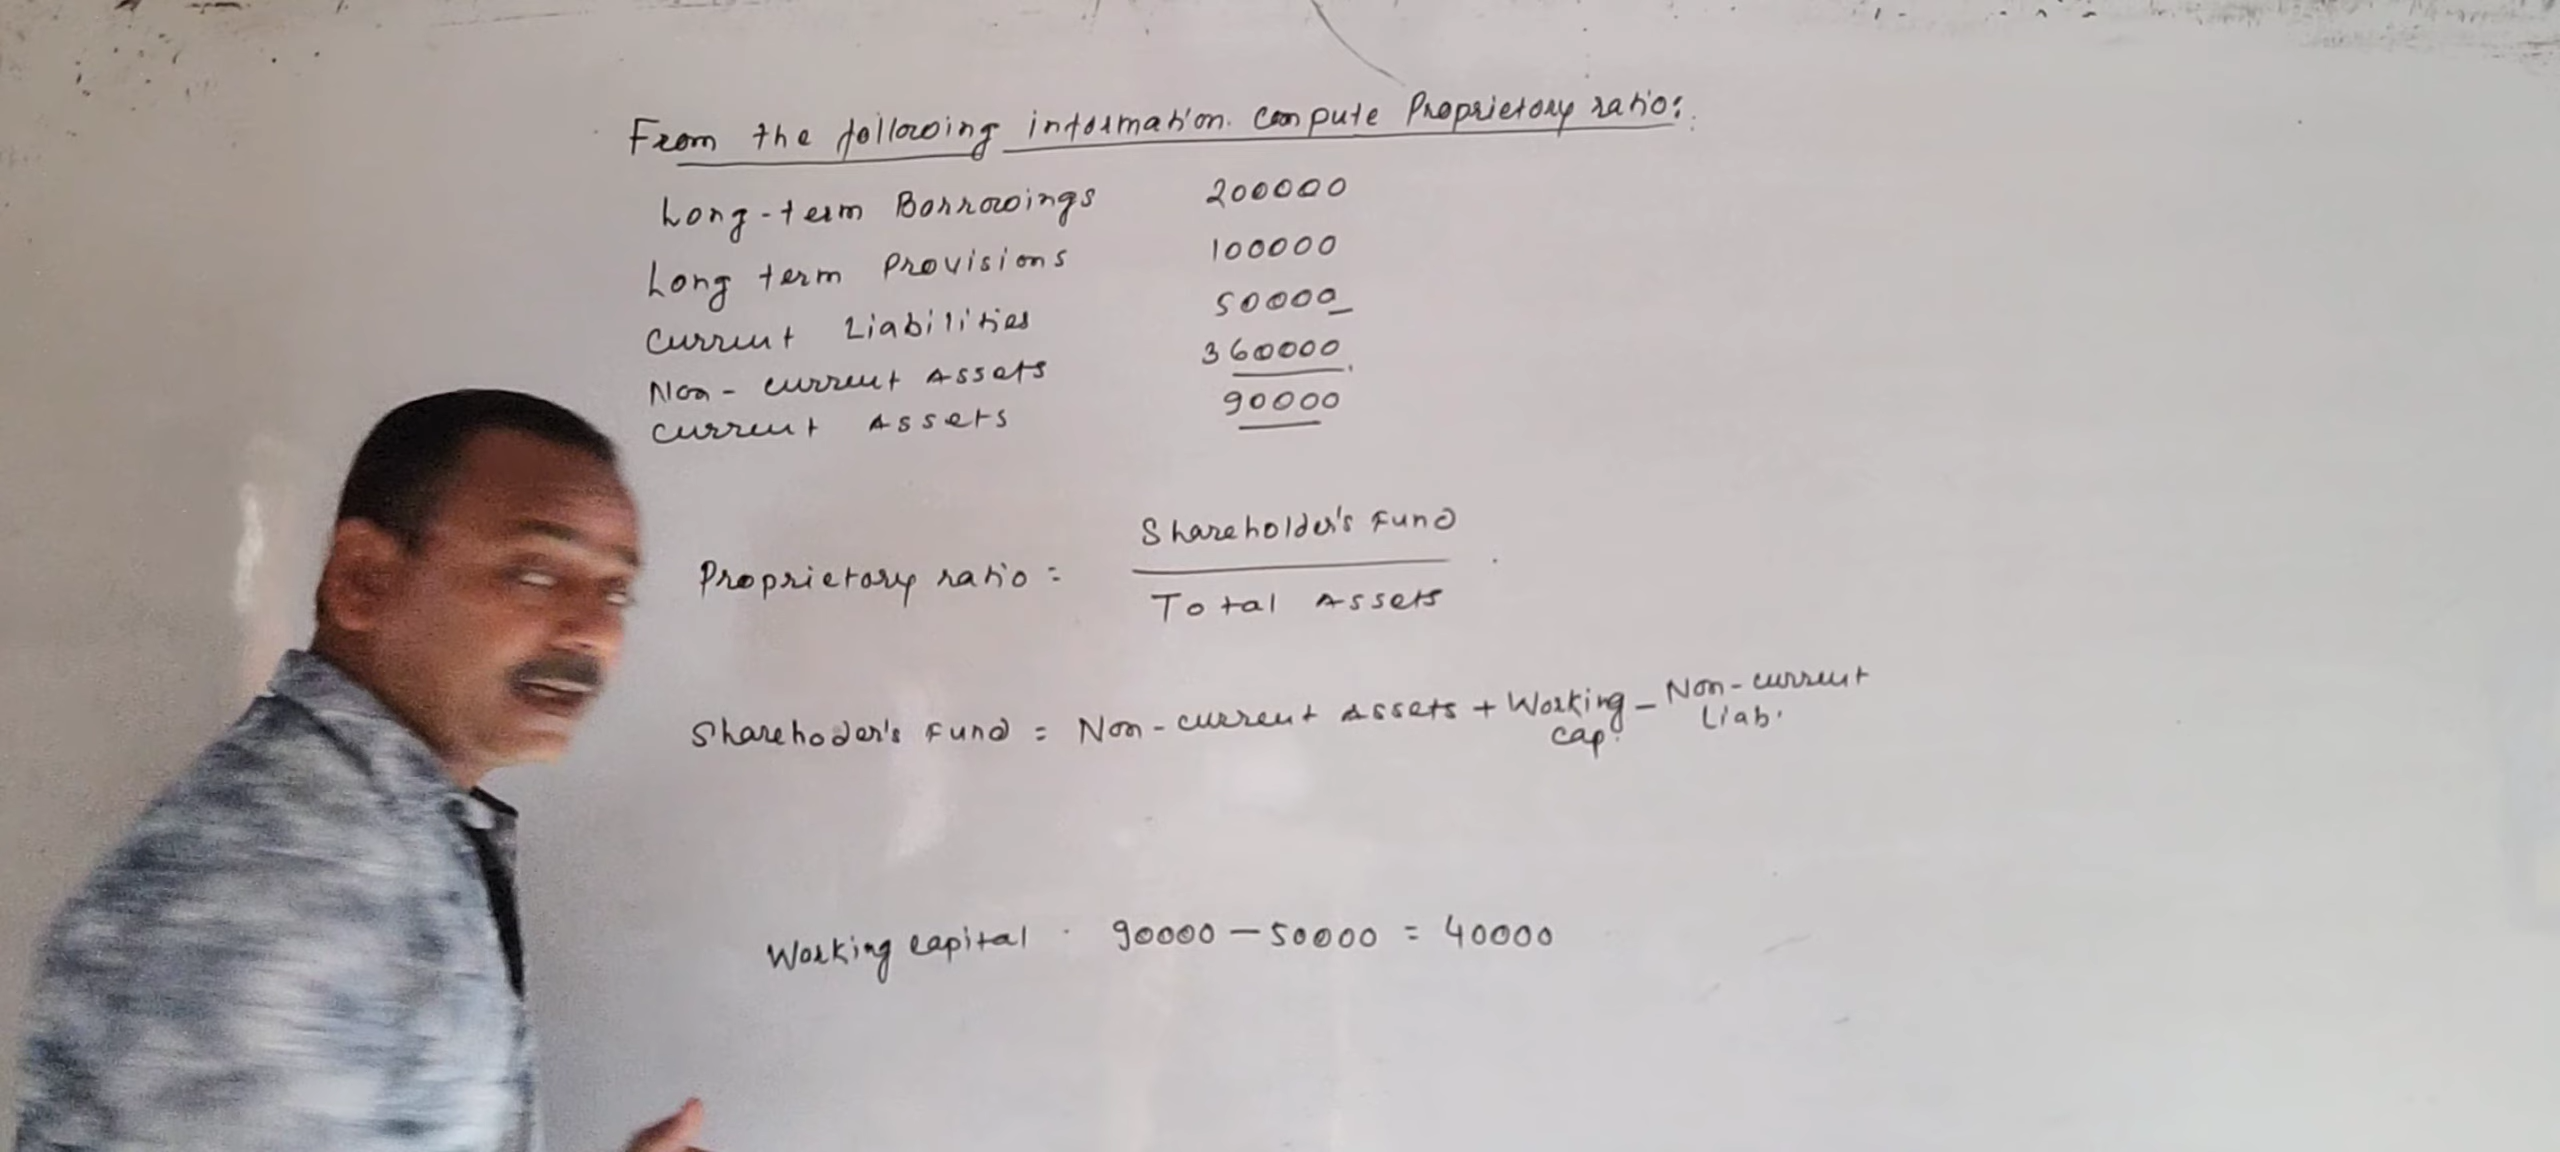 From the following information. compute Proprietory ratio:
Long-term Borrowings 200000
Long term Provisions 100000
Current Liabilities 50000
Non-current Assets 360000
Current Assets 90000
Proprietory ratio = Shareholder's Fund
Total Assets
Sharehoder's Fund = Non-current Assets + Working cap. - Non-current Liab.
Working capital . 90000 - 50000 = 40000